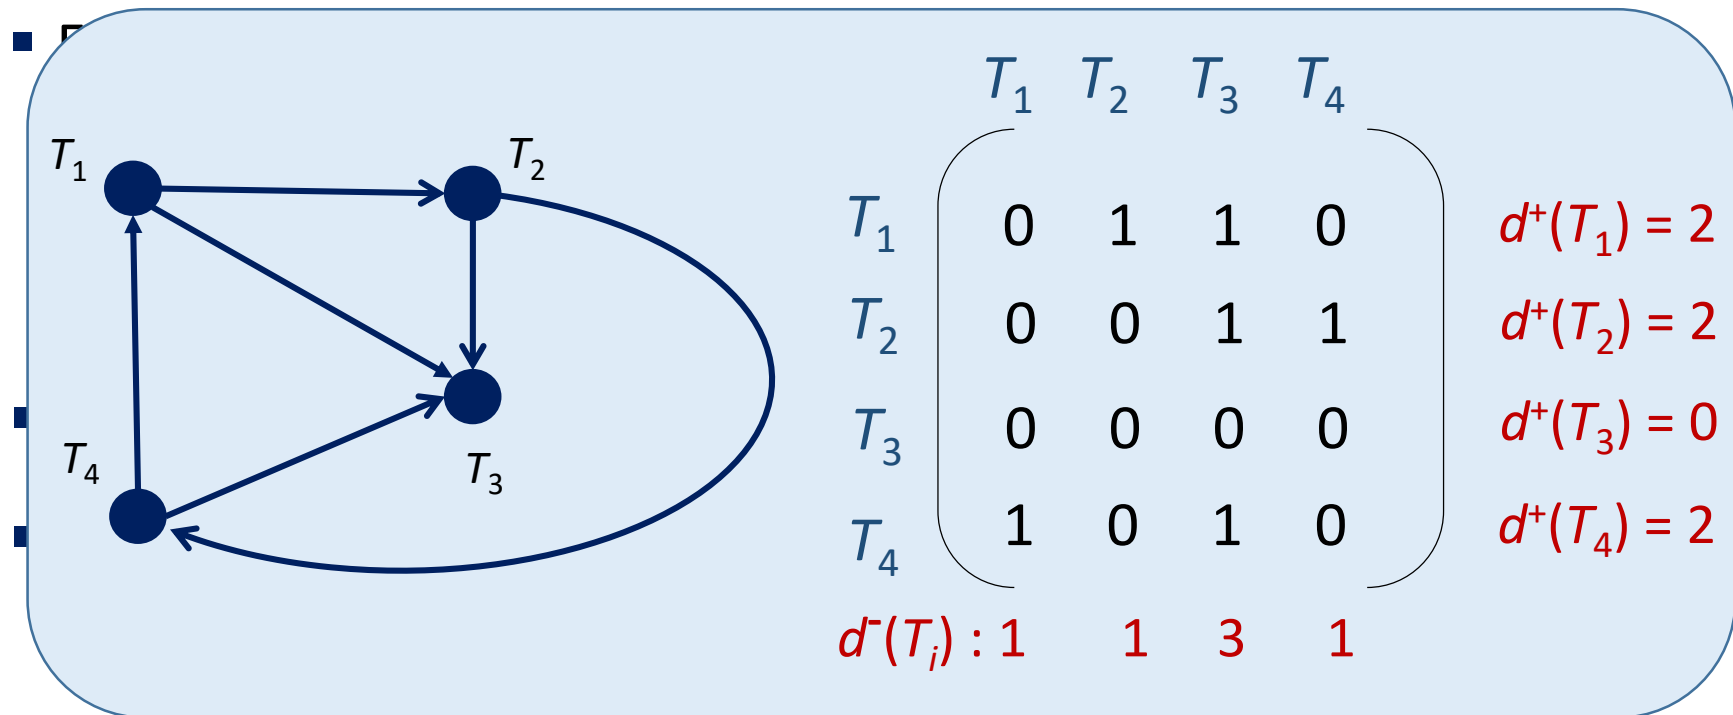 T₁ T₂ T₃ T₄
T₁ T₂
T₃
T₄
T₁ 0 1 1 0 d⁺(T₁) = 2
T₂ 0 0 1 1 d⁺(T₂) = 2
T₃ 0 0 0 0 d⁺(T₃) = 0
T₄ 1 0 1 0 d⁺(T₄) = 2
d⁻(Tᵢ) : 1 1 3 1